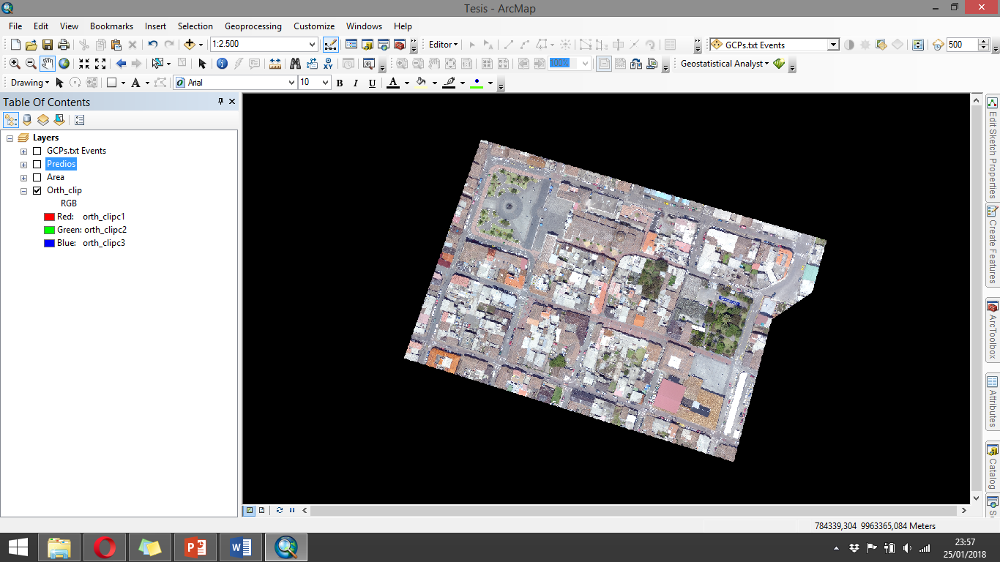 Tesis - ArcMap
File Edit View Bookmarks Insert Selection Geoprocessing Customize Windows Help
1:2.500 Editor GCPs.txt Events 500
100% Geostatistical Analyst
Drawing A Arial 10 B I U A
Table Of Contents
Layers
GCPs.txt Events
Predios
Area
Orth_clip
RGB
Red: orth_clipc1
Green: orth_clipc2
Blue: orth_clipc3
Edit Sketch Properties
Create Features
ArcToolbox
Attributes
Catalog
784339,304 9963365,084 Meters
23:57
25/01/2018